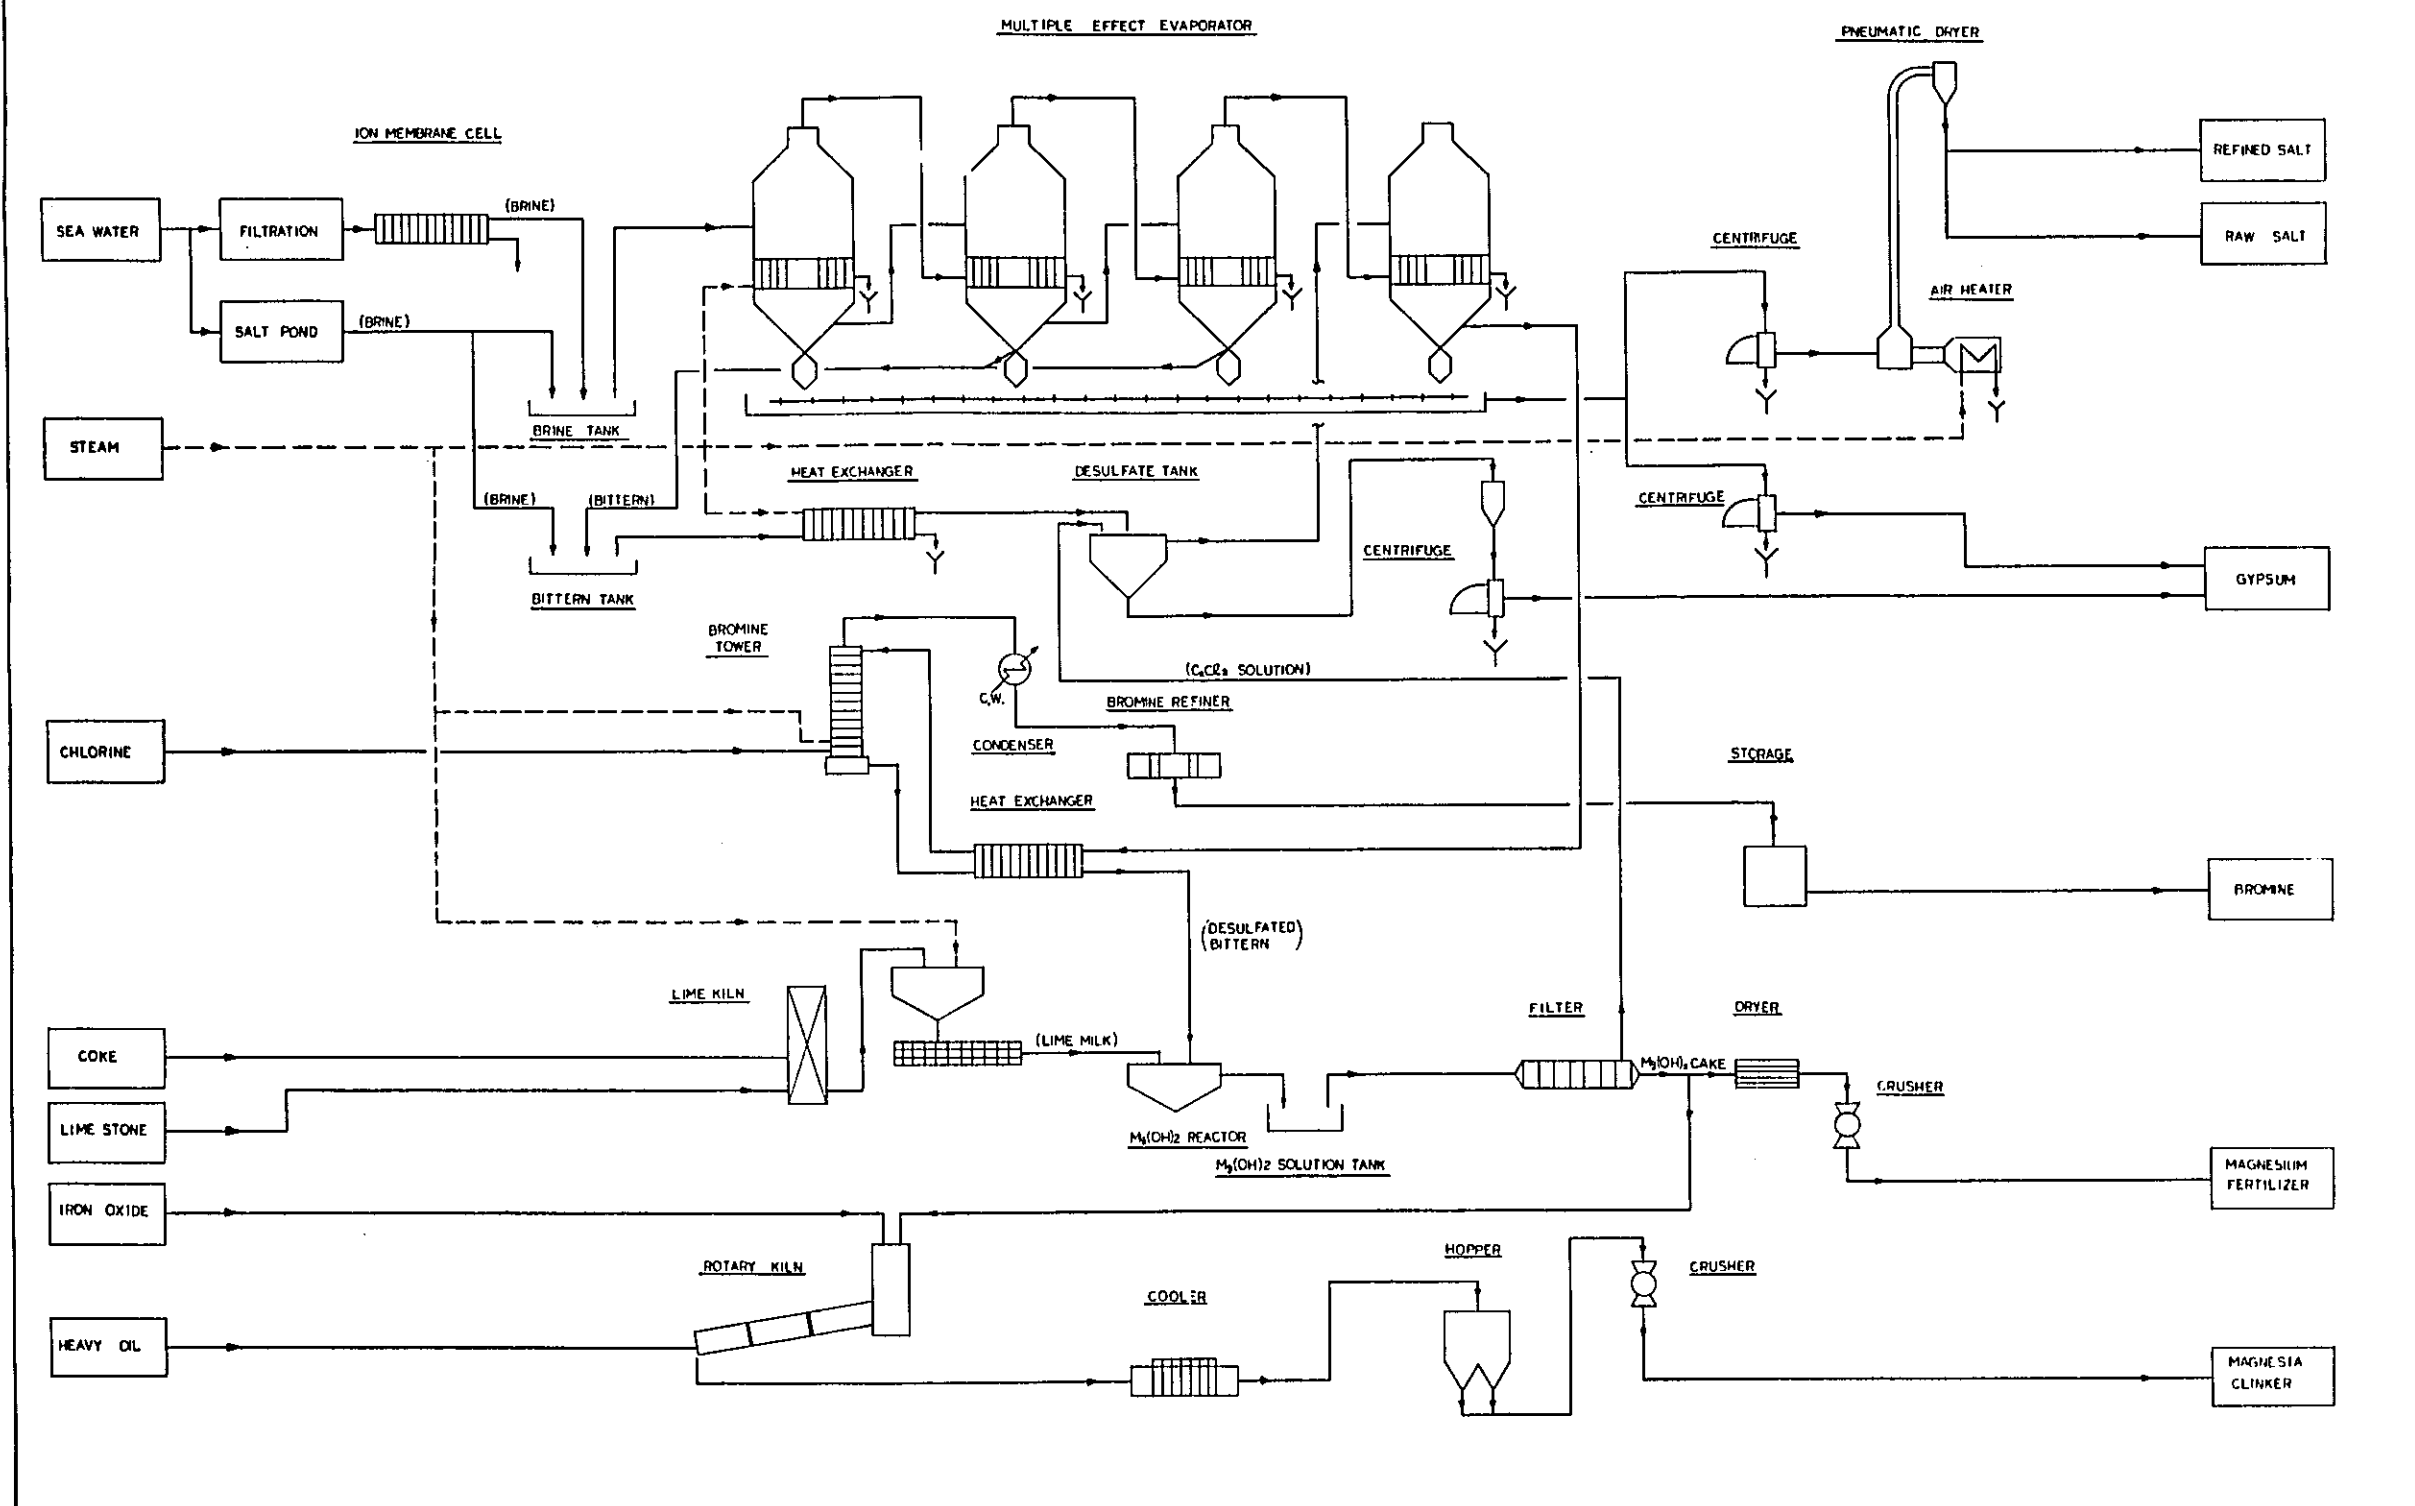 MULTIPLE EFFECT EVAPORATOR
PNEUMATIC DRYER
ION MEMBRANE CELL
REFINED SALT
(BRINE)
SEA WATER
FILTRATION
RAW SALT
CENTRIFUGE
AIR HEATER
SALT POND
(BRINE)
BRINE TANK
STEAM
HEAT EXCHANGER
DESULFATE TANK
(BRINE)
(BITTERN)
CENTRIFUGE
CENTRIFUGE
GYPSUM
BITTERN TANK
BROMINE
TOWER
(CaCl2 SOLUTION)
C.W.
BROMINE REFINER
CONDENSER
CHLORINE
STORAGE
HEAT EXCHANGER
BROMINE
(DESULFATED
BITTERN)
LIME KILN
FILTER
DRYER
COKE
(LIME MILK)
Mg(OH)2 CAKE
CRUSHER
LIME STONE
Mg(OH)2 REACTOR
Mg(OH)2 SOLUTION TANK
MAGNESIUM
FERTILIZER
IRON OXIDE
ROTARY KILN
HOPPER
CRUSHER
COOLER
HEAVY OIL
MAGNESIA
CLINKER